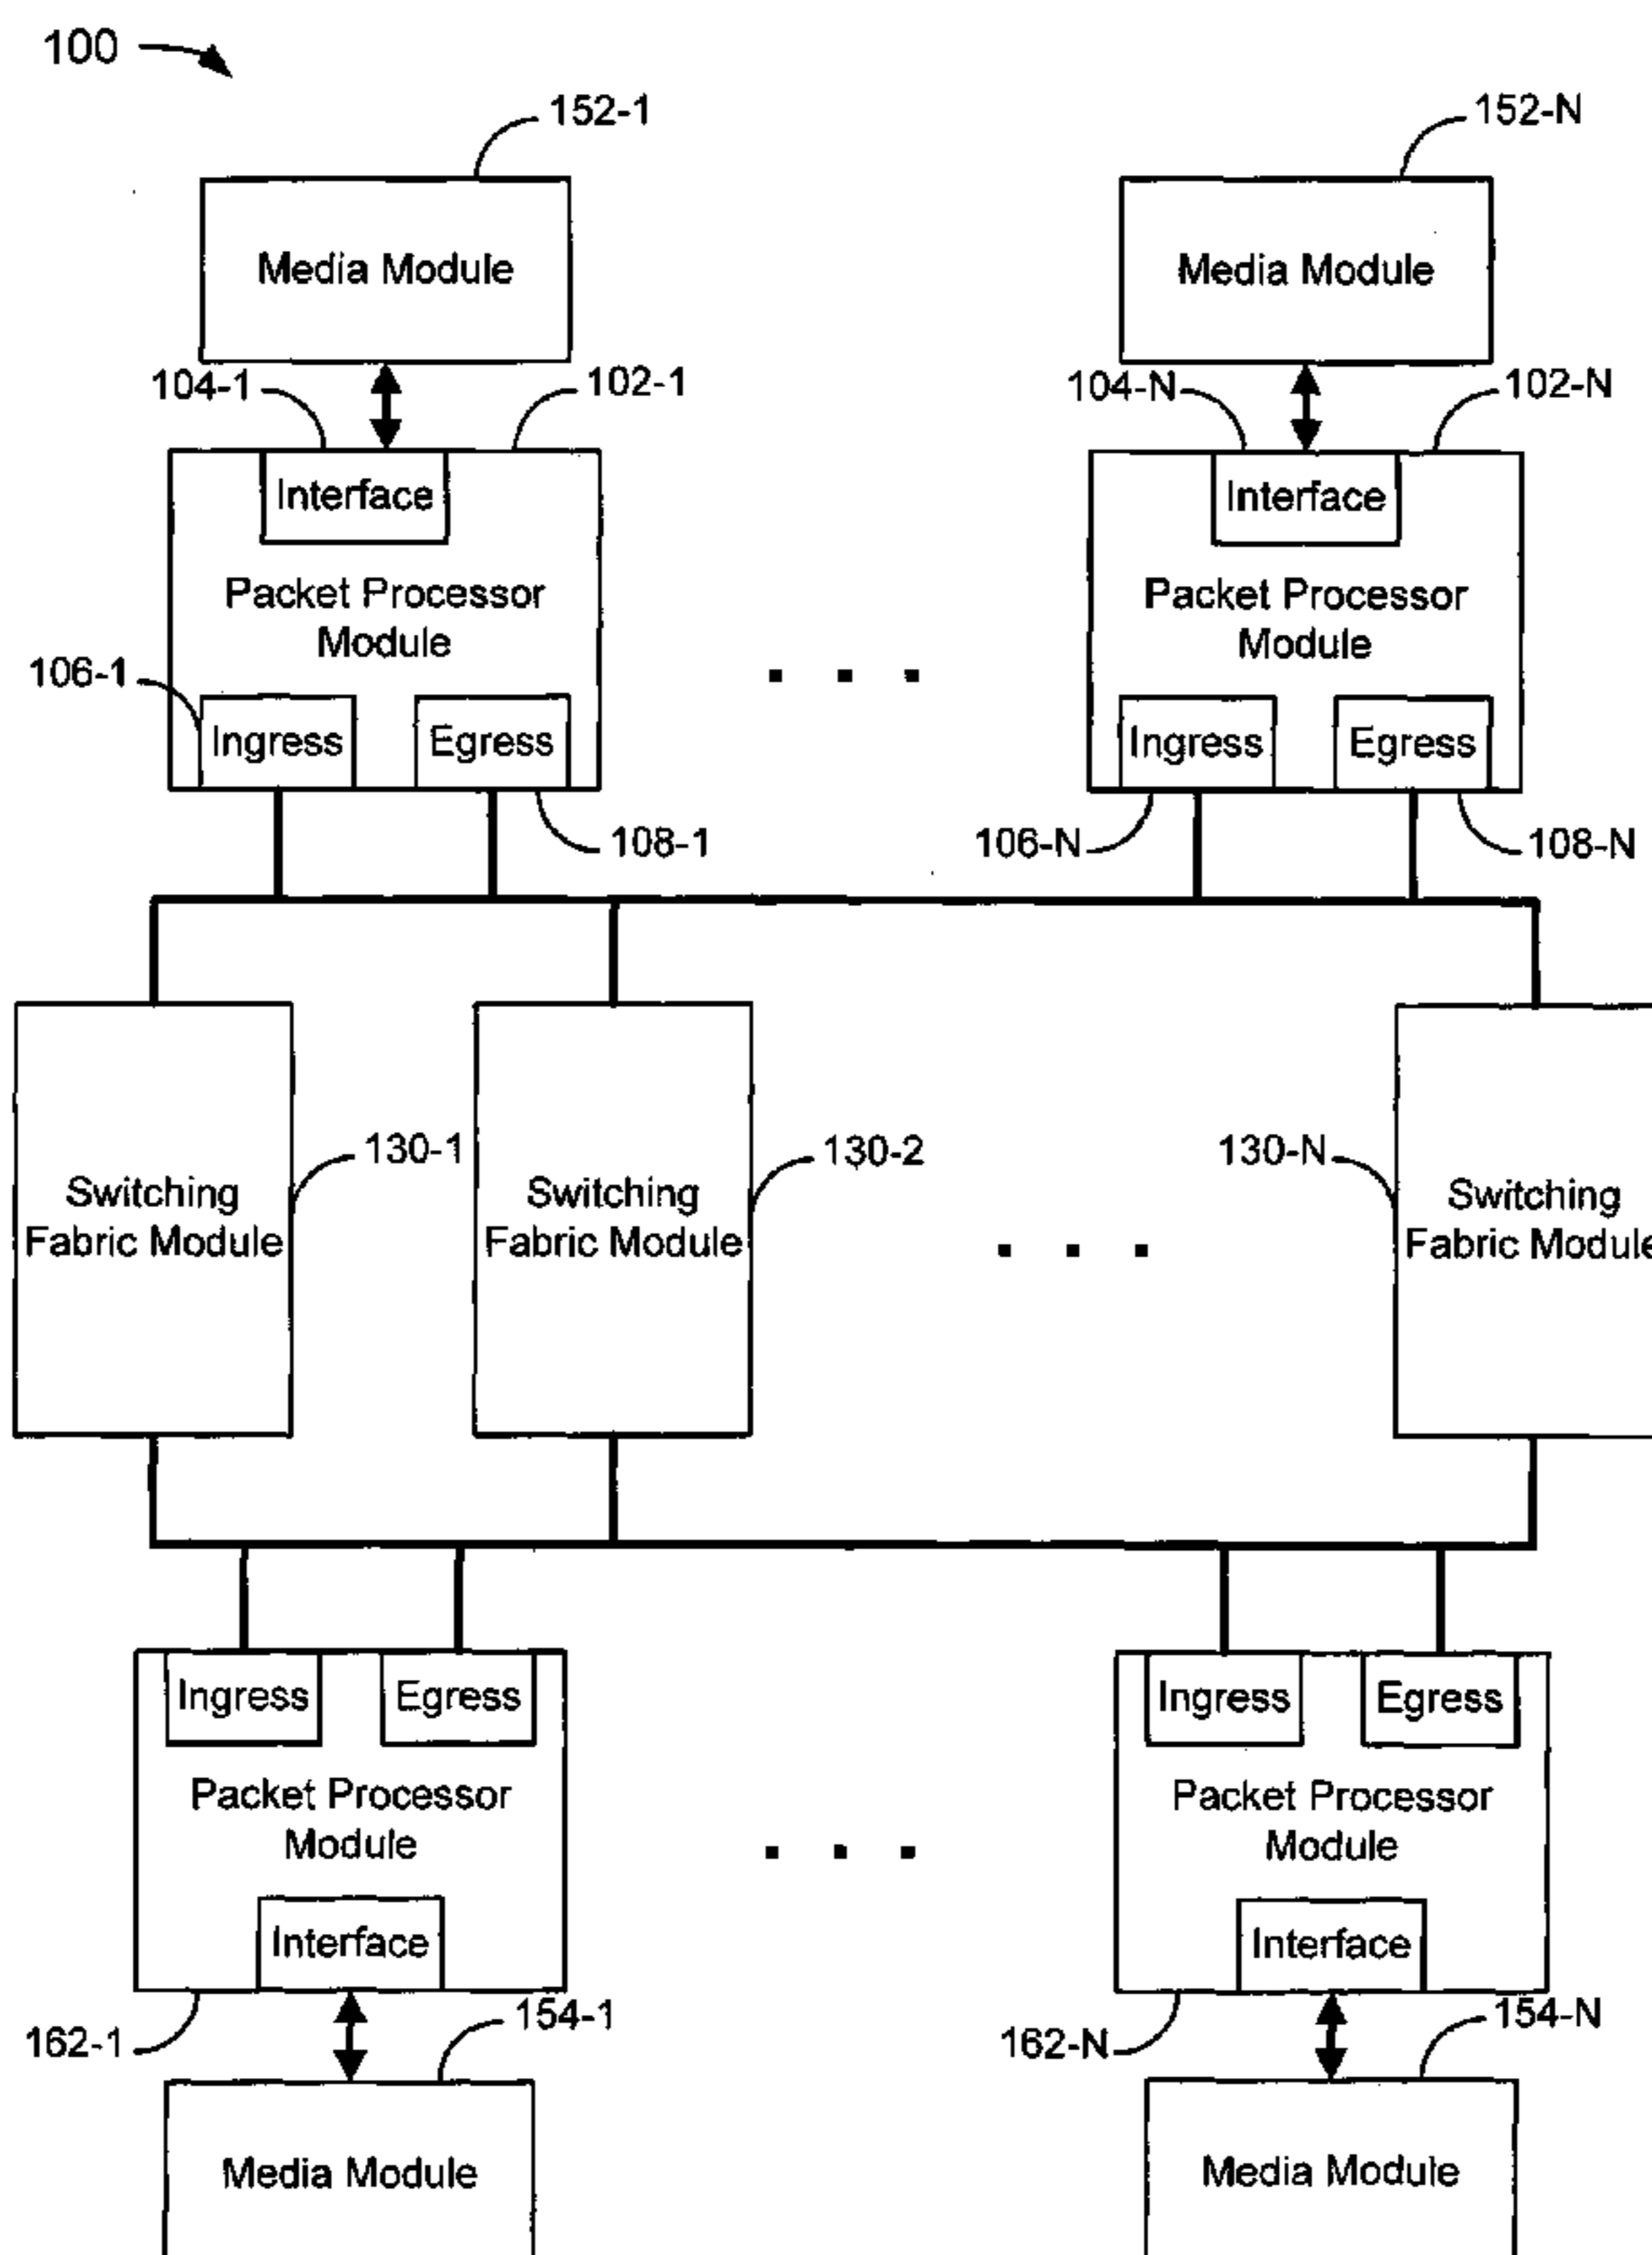 100
152-1
152-N
Media Module
Media Module
104-1
102-1
104-N
102-N
Interface
Interface
Packet Processor
Module
Packet Processor
Module
106-1
Ingress
Egress
Ingress
Egress
108-1
106-N
108-N
130-1
130-2
130-N
Switching
Fabric Module
Switching
Fabric Module
Switching
Fabric Module
Ingress
Egress
Ingress
Egress
Packet Processor
Module
Packet Processor
Module
Interface
Interface
162-1
154-1
162-N
154-N
Media Module
Media Module